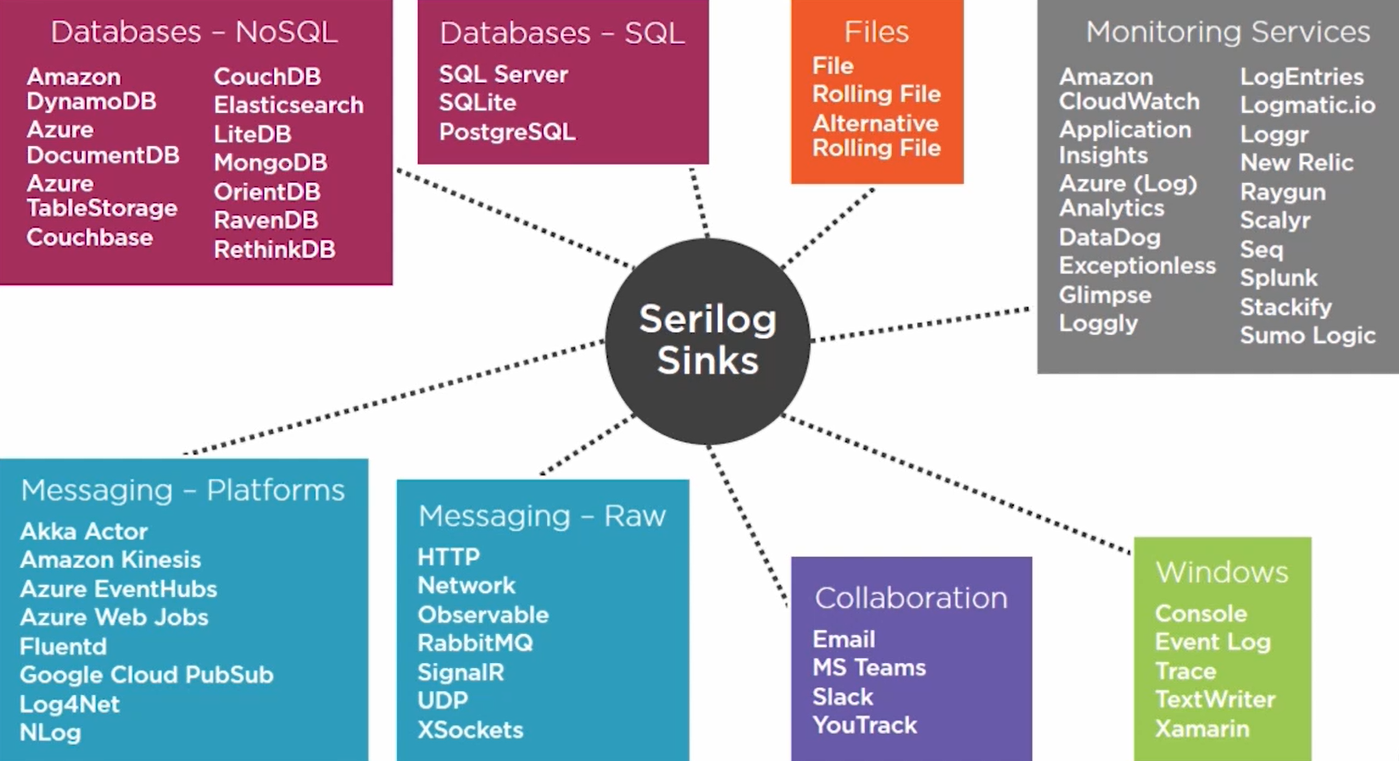 Databases – NoSQL
Amazon
DynamoDB
Azure
DocumentDB
Azure
TableStorage
Couchbase
CouchDB
Elasticsearch
LiteDB
MongoDB
OrientDB
RavenDB
RethinkDB
Databases – SQL
SQL Server
SQLite
PostgreSQL
Files
File
Rolling File
Alternative
Rolling File
Monitoring Services
Amazon
CloudWatch
Application
Insights
Azure (Log)
Analytics
DataDog
Exceptionless
Glimpse
Loggly
LogEntries
Logmatic.io
Loggr
New Relic
Raygun
Scalyr
Seq
Splunk
Stackify
Sumo Logic
Serilog
Sinks
Messaging – Platforms
Akka Actor
Amazon Kinesis
Azure EventHubs
Azure Web Jobs
Fluentd
Google Cloud PubSub
Log4Net
NLog
Messaging – Raw
HTTP
Network
Observable
RabbitMQ
SignalR
UDP
XSockets
Collaboration
Email
MS Teams
Slack
YouTrack
Windows
Console
Event Log
Trace
TextWriter
Xamarin